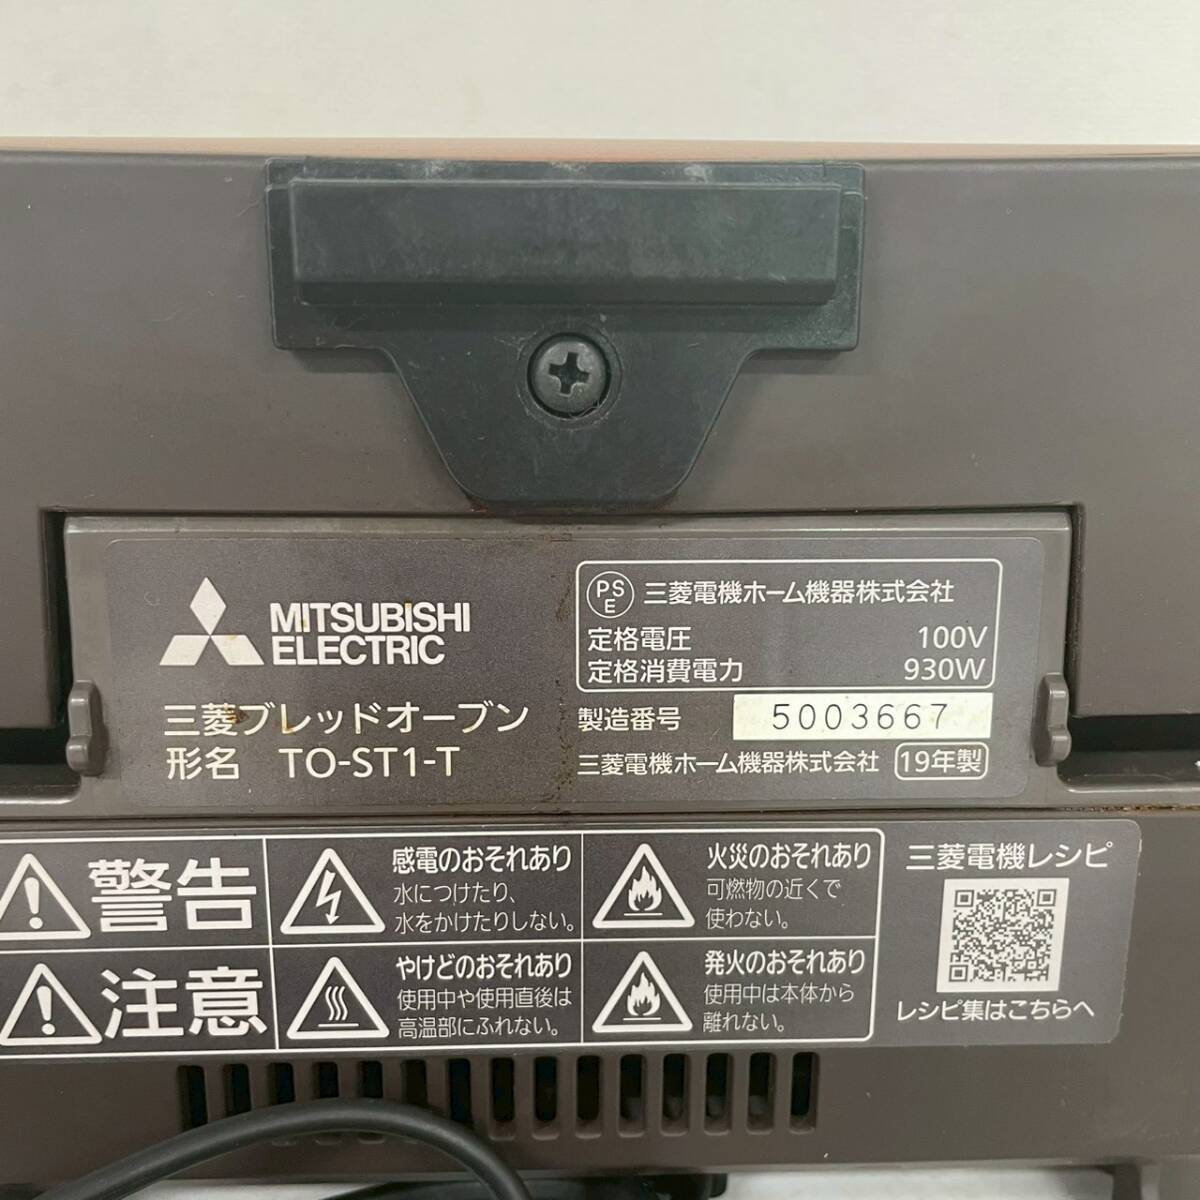 MITSUBISHI
ELECTRIC
三菱ブレッドオーブン
形名 TO-ST1-T
PS
E
三菱電機ホーム機器株式会社
定格電圧 100V
定格消費電力 930W
製造番号 5003667
三菱電機ホーム機器株式会社 19年製
警告
感電のおそれあり
水につけたり、
水をかけたりしない。
火災のおそれあり
可燃物の近くで
使わない。
注意
やけどのおそれあり
使用中や使用直後は
高温部にふれない。
発火のおそれあり
使用中は本体から
離れない。
三菱電機レシピ
レシピ集はこちらへ